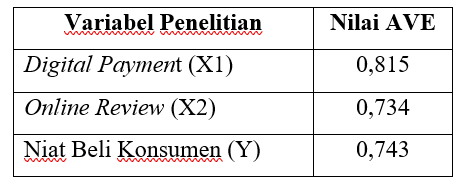 Variabel Penelitian Nilai AVE
Digital Payment (X1) 0,815
Online Review (X2) 0,734
Niat Beli Konsumen (Y) 0,743